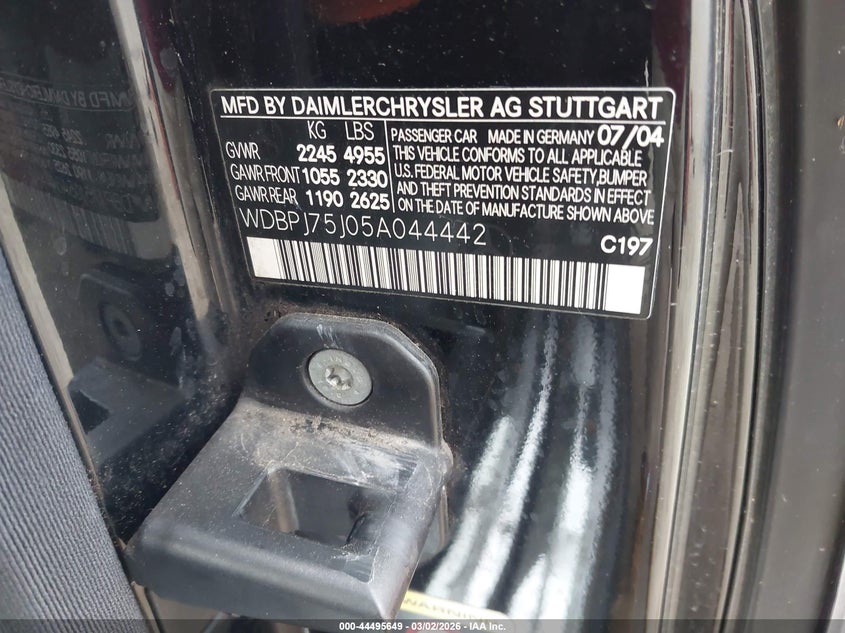 MFD BY DAIMLERCHRYSLER AG STUTTGART
KG LBS
GVWR 2245 4955
GAWR FRONT 1055 2330
GAWR REAR 1190 2625
PASSENGER CAR MADE IN GERMANY 07/04
THIS VEHICLE CONFORMS TO ALL APPLICABLE
U.S. FEDERAL MOTOR VEHICLE SAFETY, BUMPER
AND THEFT PREVENTION STANDARDS IN EFFECT
ON THE DATE OF MANUFACTURE SHOWN ABOVE
WDBPJ75J05A044442
C197
WARNING
000-44495649 - 03/02/2026 - IAA Inc.